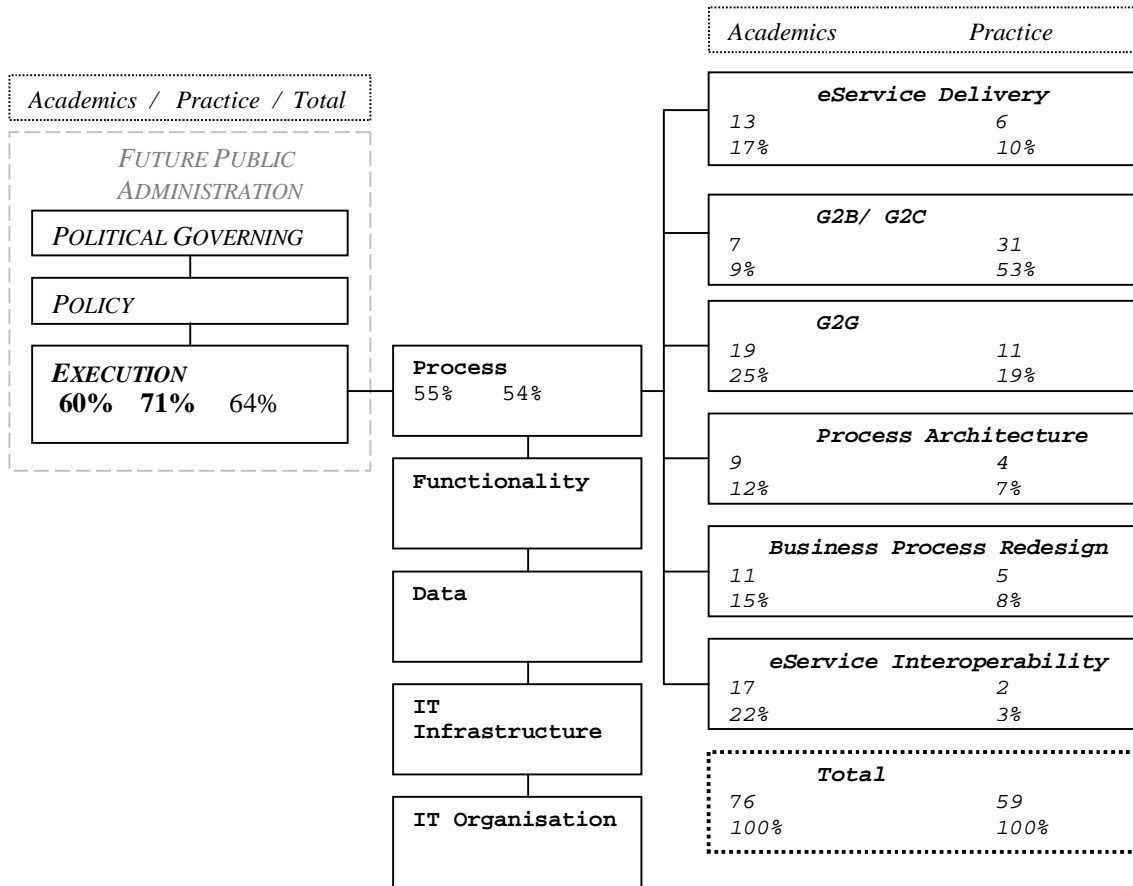 Academics / Practice / Total
FUTURE PUBLIC
ADMINISTRATION
POLITICAL GOVERNING
POLICY
EXECUTION
60% 71% 64%
Process
55% 54%
Functionality
Data
IT
Infrastructure
IT Organisation
Academics Practice
eService Delivery
13 6
17% 10%
G2B/ G2C
7 31
9% 53%
G2G
19 11
25% 19%
Process Architecture
9 4
12% 7%
Business Process Redesign
11 5
15% 8%
eService Interoperability
17 2
22% 3%
Total
76 59
100% 100%